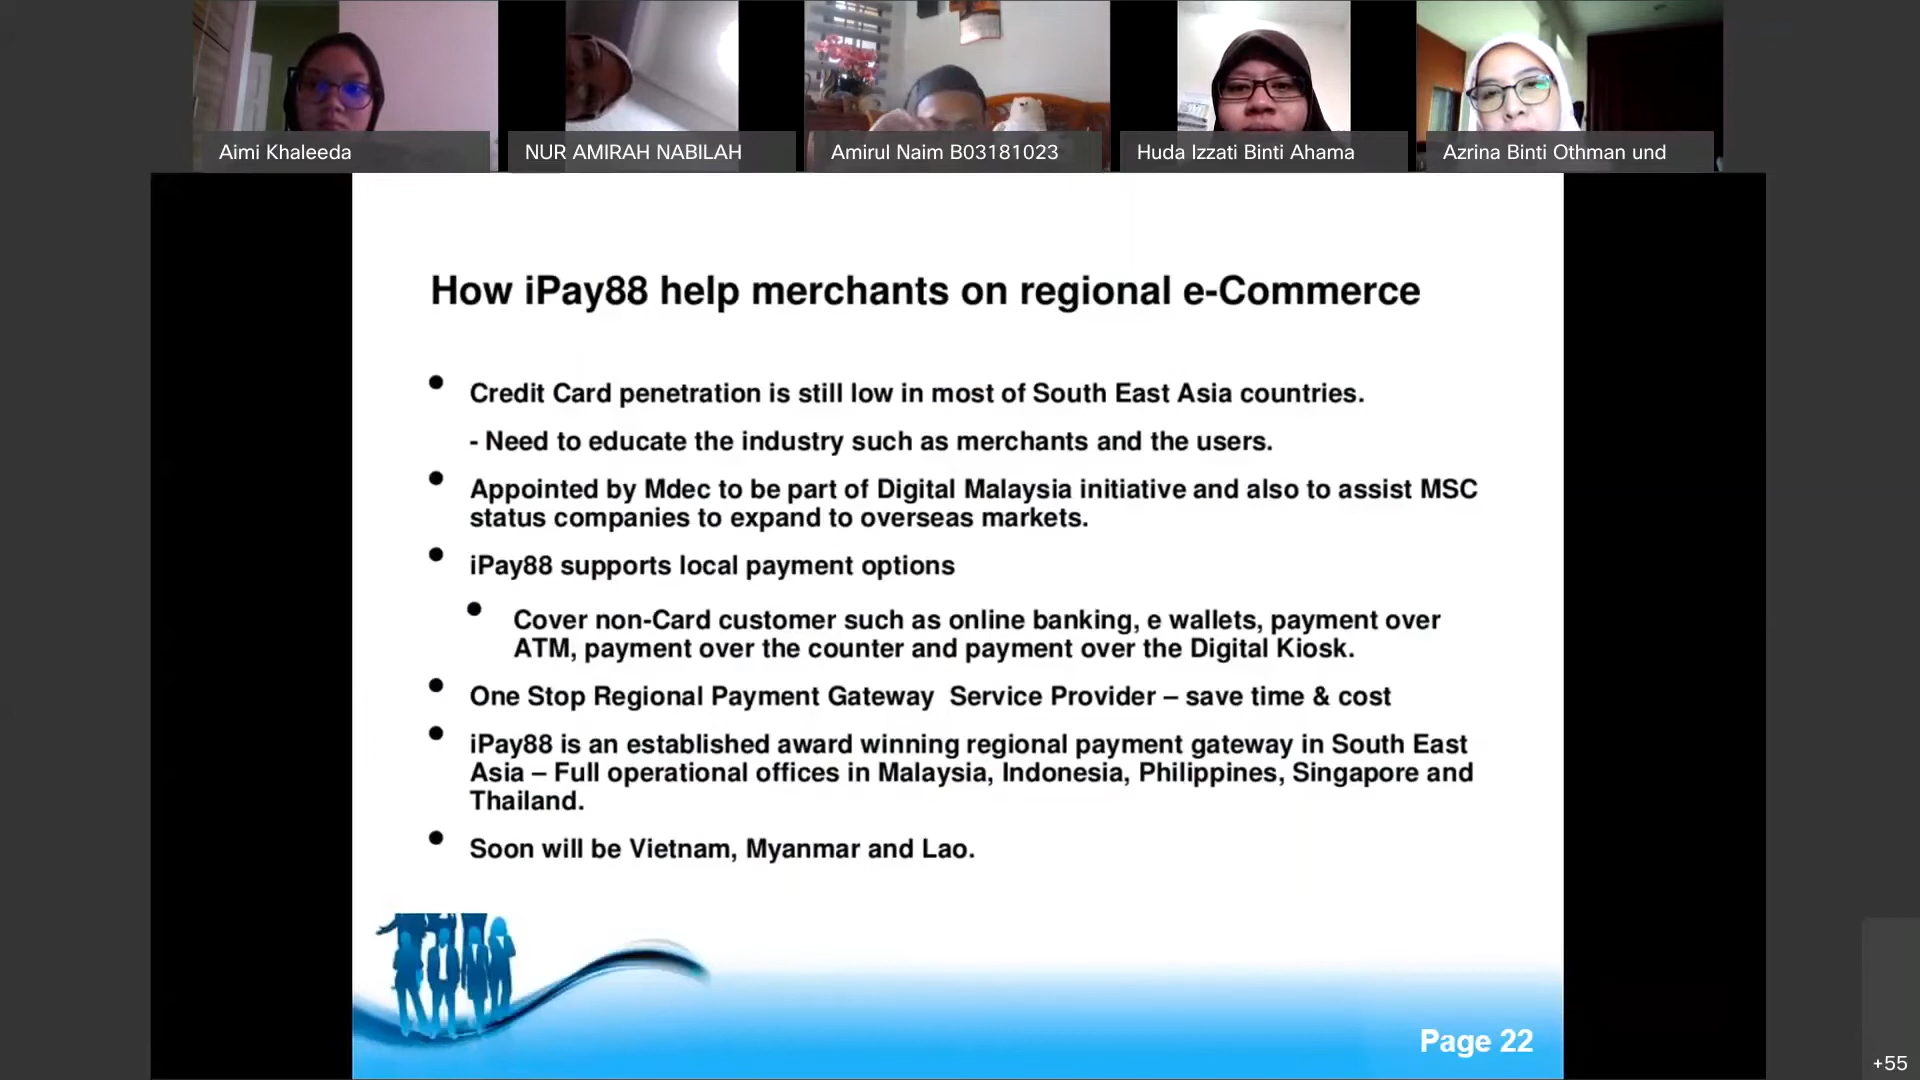 Aimi Khaleeda
NUR AMIRAH NABILAH
Amirul Naim B03181023
Huda Izzati Binti Ahama
Azrina Binti Othman und
How iPay88 help merchants on regional e-Commerce
• Credit Card penetration is still low in most of South East Asia countries.
- Need to educate the industry such as merchants and the users.
• Appointed by Mdec to be part of Digital Malaysia initiative and also to assist MSC
status companies to expand to overseas markets.
• iPay88 supports local payment options
• Cover non-Card customer such as online banking, e wallets, payment over
ATM, payment over the counter and payment over the Digital Kiosk.
• One Stop Regional Payment Gateway  Service Provider – save time & cost
• iPay88 is an established award winning regional payment gateway in South East
Asia – Full operational offices in Malaysia, Indonesia, Philippines, Singapore and
Thailand.
• Soon will be Vietnam, Myanmar and Lao.
Page 22
+55